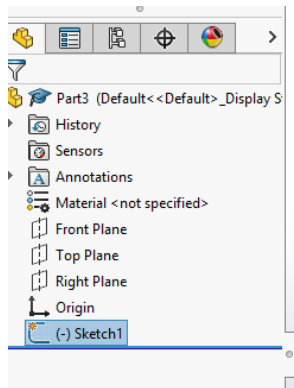 Part3 (Default<<Default>_Display S
History
Sensors
Annotations
Material <not specified>
Front Plane
Top Plane
Right Plane
Origin
(-) Sketch1